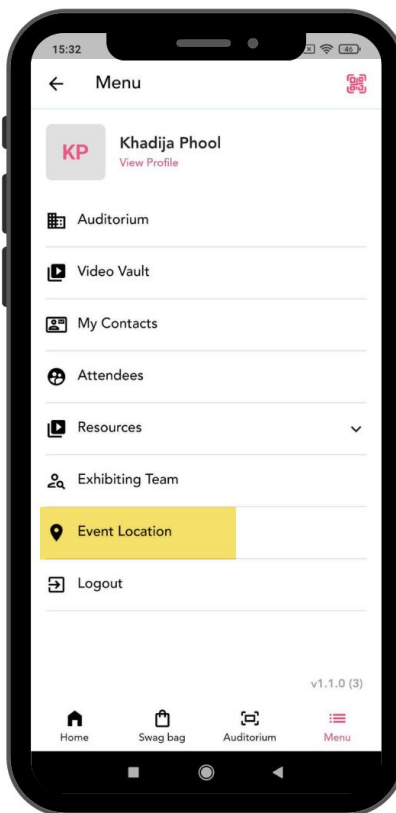 15:32
46
Menu
KP
Khadija Phool
View Profile
Auditorium
Video Vault
My Contacts
Attendees
Resources
Exhibiting Team
Event Location
Logout
v1.1.0 (3)
Home Swag bag Auditorium Menu